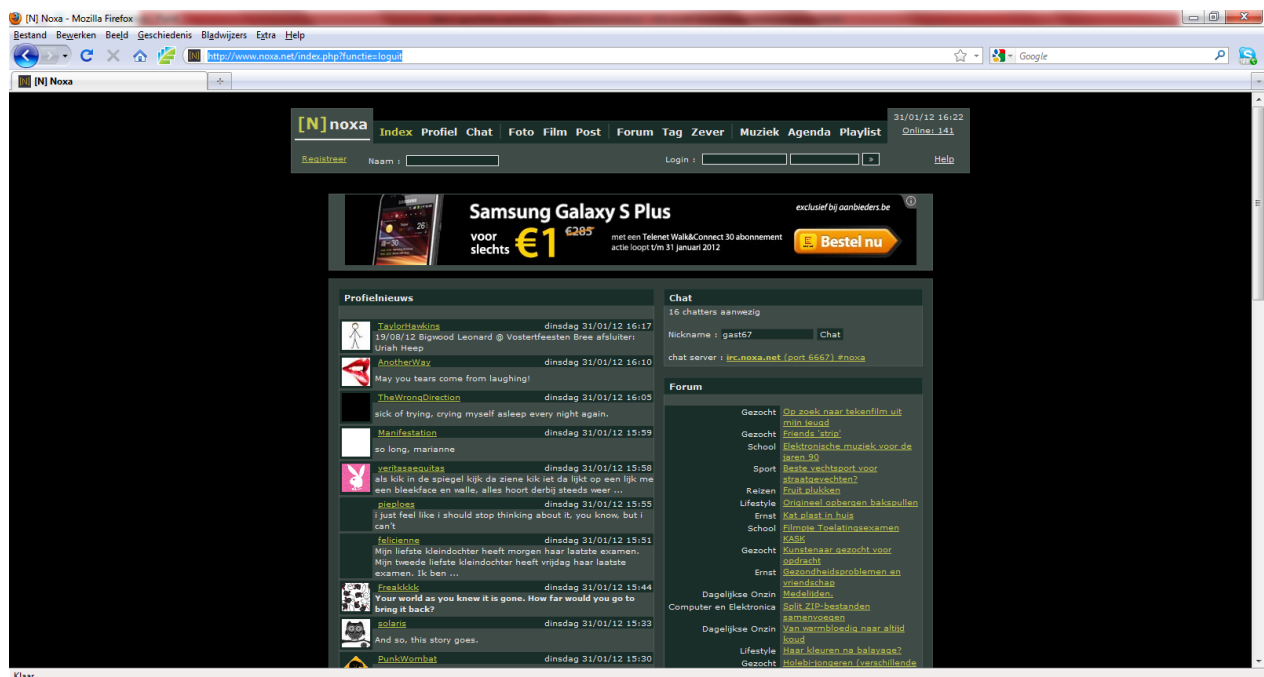 [N] Noxa - Mozilla Firefox
Bestand Bewerken Beeld Geschiedenis Bladwijzers Extra Help
http://www.noxa.net/index.php?functie=loguit
Google
[N] Noxa
[N] noxa
Index Profiel Chat Foto Film Post Forum Tag Zever Muziek Agenda Playlist
31/01/12 16:22
Online: 141
Registreer Naam : Login : » Help
Samsung Galaxy S Plus
voor slechts €1 €285
met een Telenet Walk&Connect 30 abonnement
actie loopt t/m 31 januari 2012
exclusief bij aanbieders.be
Bestel nu
Profielnieuws
TaylorHawkins dinsdag 31/01/12 16:17
19/08/12 Bigwood Leonard @ Vostertfeesten Bree afsluiter:
Uriah Heep
AnotherWay dinsdag 31/01/12 16:10
May you tears come from laughing!
TheWrongDirection dinsdag 31/01/12 16:05
sick of trying, crying myself asleep every night again.
Manifestation dinsdag 31/01/12 15:59
so long, marianne
veritasaequitas dinsdag 31/01/12 15:58
als kik in de spiegel kijk da ziene kik iet da lijkt op een lijk me
een bleekface en walle, alles hoort derbij steeds weer ...
pieploes dinsdag 31/01/12 15:55
i just feel like i should stop thinking about it, you know, but i
can't
felicienne dinsdag 31/01/12 15:51
Mijn liefste kleindochter heeft morgen haar laatste examen.
Mijn tweede liefste kleindochter heeft vrijdag haar laatste
examen. Ik ben ...
Freakkkk dinsdag 31/01/12 15:44
Your world as you knew it is gone. How far would you go to
bring it back?
solaris dinsdag 31/01/12 15:33
And so, this story goes.
PunkWombat dinsdag 31/01/12 15:30
Chat
16 chatters aanwezig
Nickname : gast67 Chat
chat server : irc.noxa.net (port 6667) #noxa
Forum
Gezocht Op zoek naar tekenfilm uit
mijn jeugd
Gezocht Friends 'strip'
School Elektronische muziek voor de
jaren 90
Sport Beste vechtsport voor
straatgevechten?
Reizen Fruit plukken
Lifestyle Origineel opbergen bakspullen
Ernst Kat plast in huis
School Filmpje Toelatingsexamen
KASK
Gezocht Kunstenaar gezocht voor
opdracht
Ernst Gezondheidsproblemen en
vriendschap
Dagelijkse Onzin Medelijden.
Computer en Elektronica Split ZIP-bestanden
samenvoegen
Dagelijkse Onzin Van warmbloedig naar altijd
koud
Lifestyle Haar kleuren na balayage?
Gezocht Holebi-jongeren (verschillende
Klaar